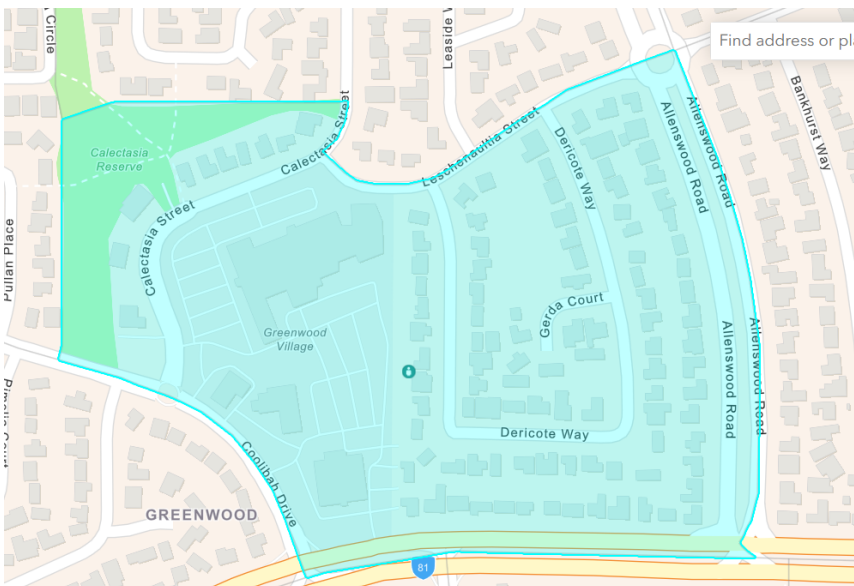 Circle
Leaside W
Find address or pla
Bankhurst Way
Calectasia Street
Calectasia
Reserve
Leschenaultia Street
Dericote Way
Allenswood Road
Allenswood Road
Calectasia Street
Pullan Place
Gerda Court
Greenwood
Village
Allenswood Road
Allenswood Road
Dericote Way
Coolibah Drive
GREENWOOD
81